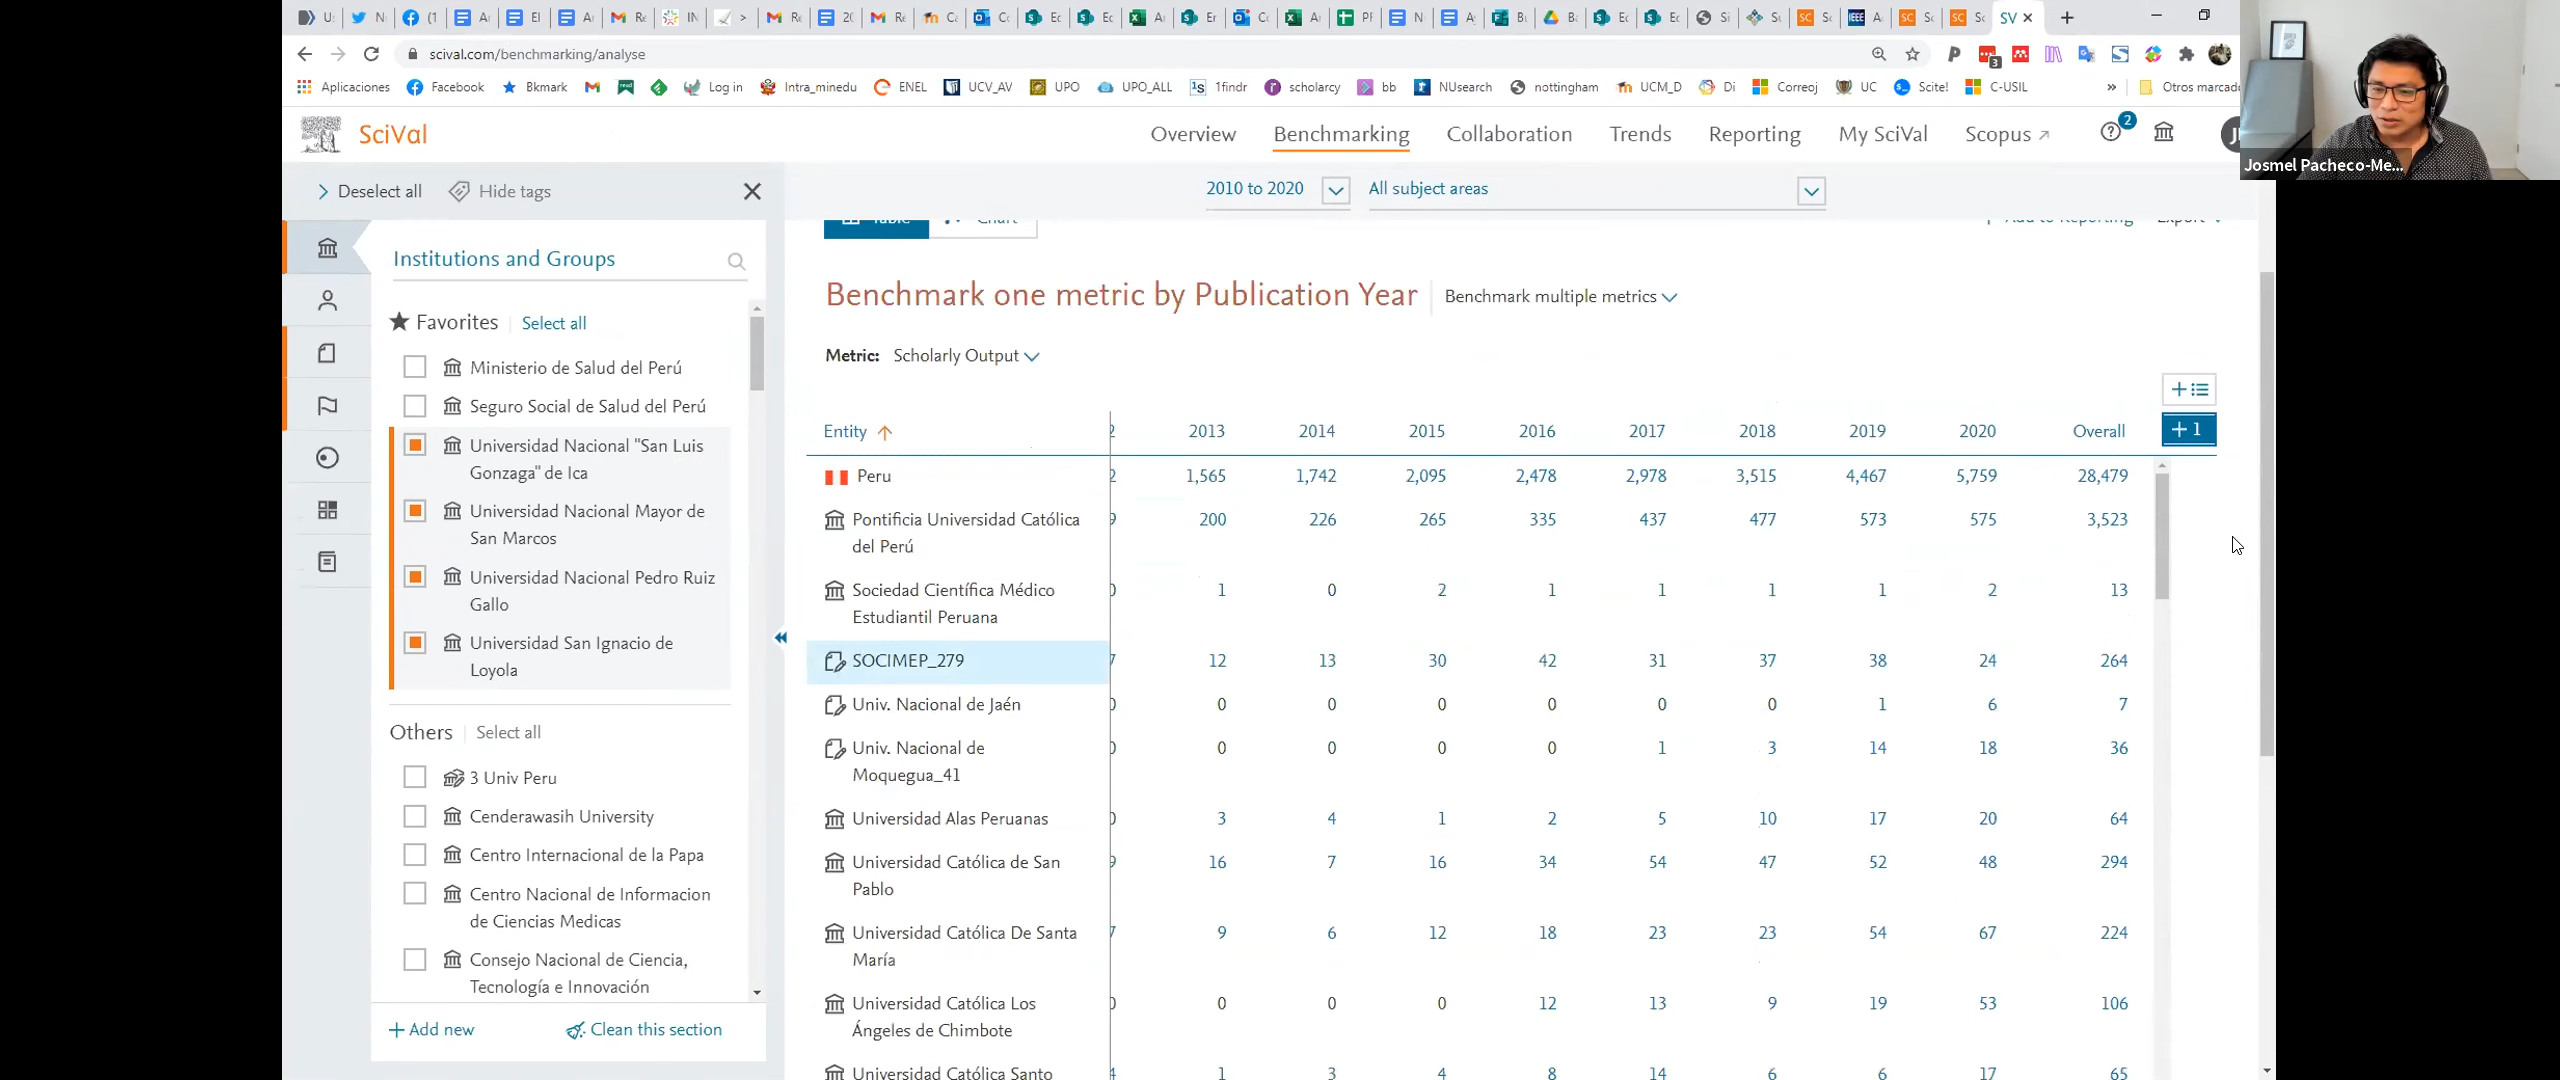 scival.com/benchmarking/analyse
Aplicaciones
Facebook
Bkmark
Log in
Intra_minedu
ENEL
UCV_AV
UPO
UPO_ALL
1findr
scholarcy
bb
NUsearch
nottingham
UCM_D
Di
Correoj
UC
Scite!
C-USIL
»
Otros marcado
Josmel Pacheco-Me...
SciVal
Overview
Benchmarking
Collaboration
Trends
Reporting
My SciVal
Scopus
2
Deselect all
Hide tags
2010 to 2020
All subject areas
Institutions and Groups
Favorites
Select all
Ministerio de Salud del Perú
Seguro Social de Salud del Perú
Universidad Nacional "San Luis
Gonzaga" de Ica
Universidad Nacional Mayor de
San Marcos
Universidad Nacional Pedro Ruiz
Gallo
Universidad San Ignacio de
Loyola
Others
Select all
3 Univ Peru
Cenderawasih University
Centro Internacional de la Papa
Centro Nacional de Informacion
de Ciencias Medicas
Consejo Nacional de Ciencia,
Tecnología e Innovación
+ Add new
Clean this section
Benchmark one metric by Publication Year
Benchmark multiple metrics
Metric: Scholarly Output
Entity 2013 2014 2015 2016 2017 2018 2019 2020 Overall + 1
Peru 1,565 1,742 2,095 2,478 2,978 3,515 4,467 5,759 28,479
Pontificia Universidad Católica 200 226 265 335 437 477 573 575 3,523
del Perú
Sociedad Científica Médico 1 0 2 1 1 1 1 2 13
Estudiantil Peruana
SOCIMEP_279 12 13 30 42 31 37 38 24 264
Univ. Nacional de Jaén 0 0 0 0 0 0 1 6 7
Univ. Nacional de 0 0 0 0 1 3 14 18 36
Moquegua_41
Universidad Alas Peruanas 3 4 1 2 5 10 17 20 64
Universidad Católica de San 16 7 16 34 54 47 52 48 294
Pablo
Universidad Católica De Santa 9 6 12 18 23 23 54 67 224
María
Universidad Católica Los 0 0 0 12 13 9 19 53 106
Ángeles de Chimbote
Universidad Católica Santo 1 3 4 8 14 6 6 17 65